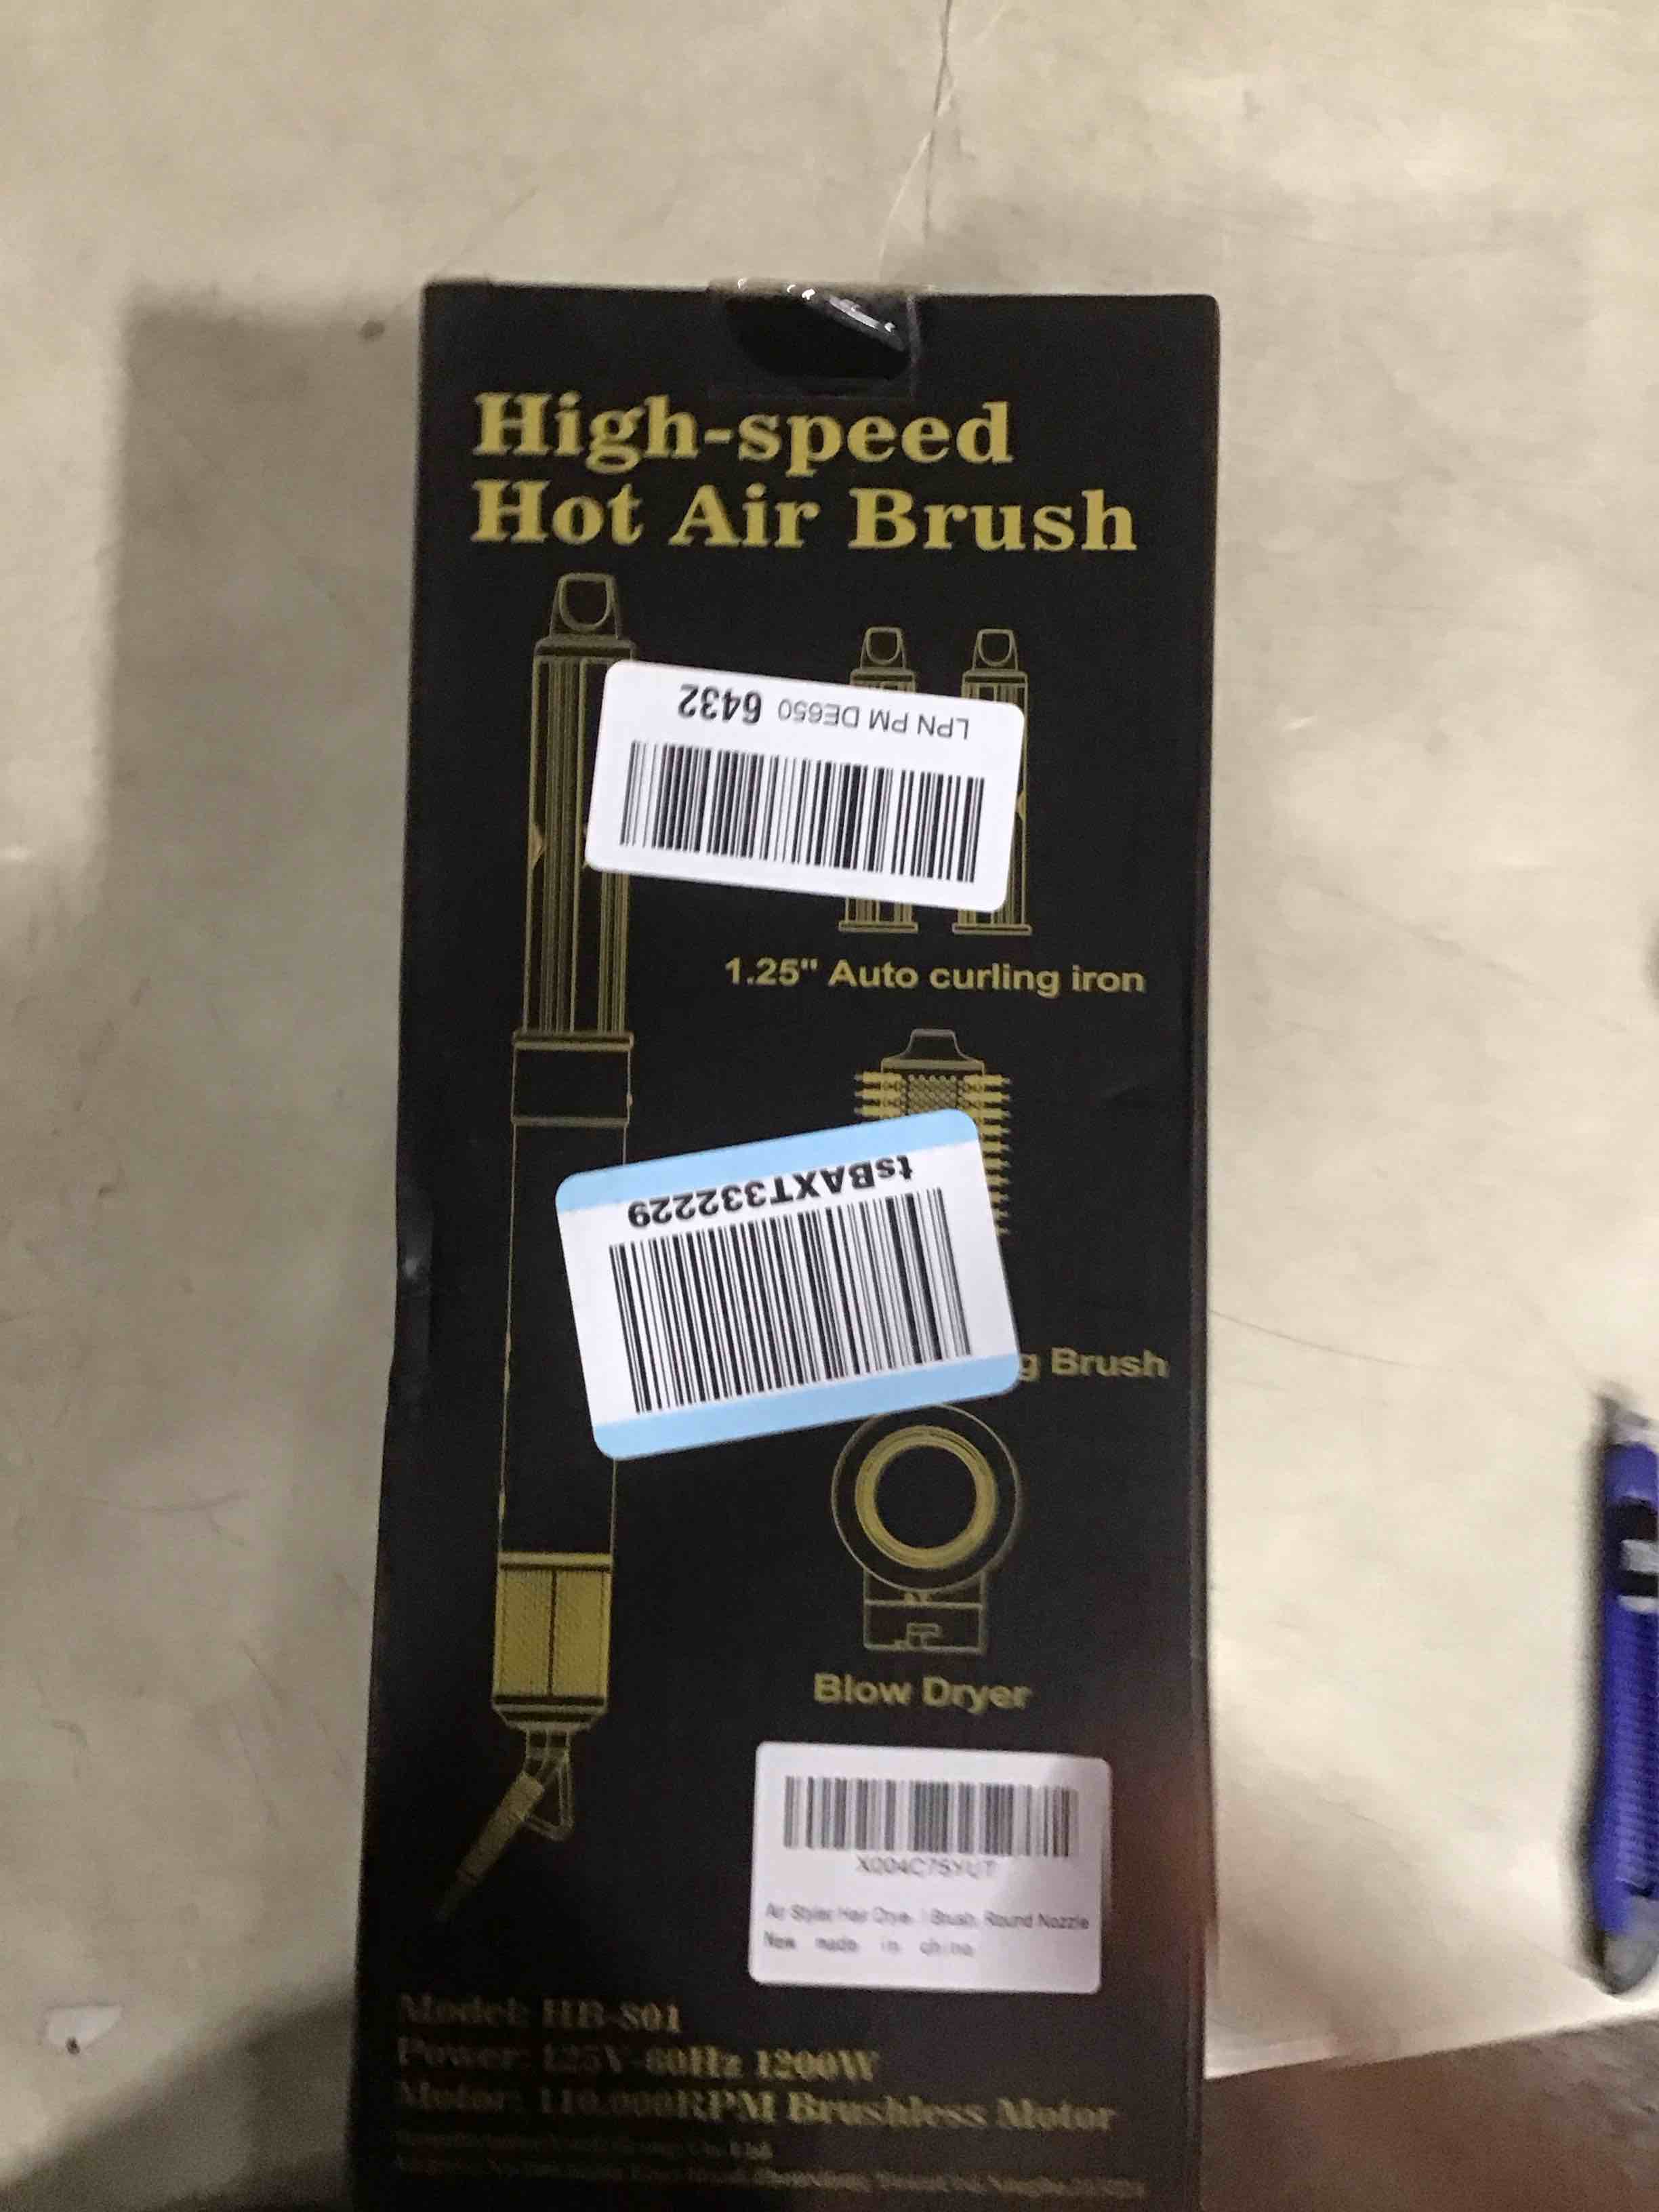 High-speed
Hot Air Brush
LPN PM DE650 6432
1.25" Auto curling iron
tsBAXT332229
g Brush
Blow Dryer
X004C75YUT
Air Styler Hair Drye. l Brush, Round Nozzle
New made in china
Model: HB-801
Power: 125V-60Hz 1200W
Motor: 110,000RPM Brushless Motor